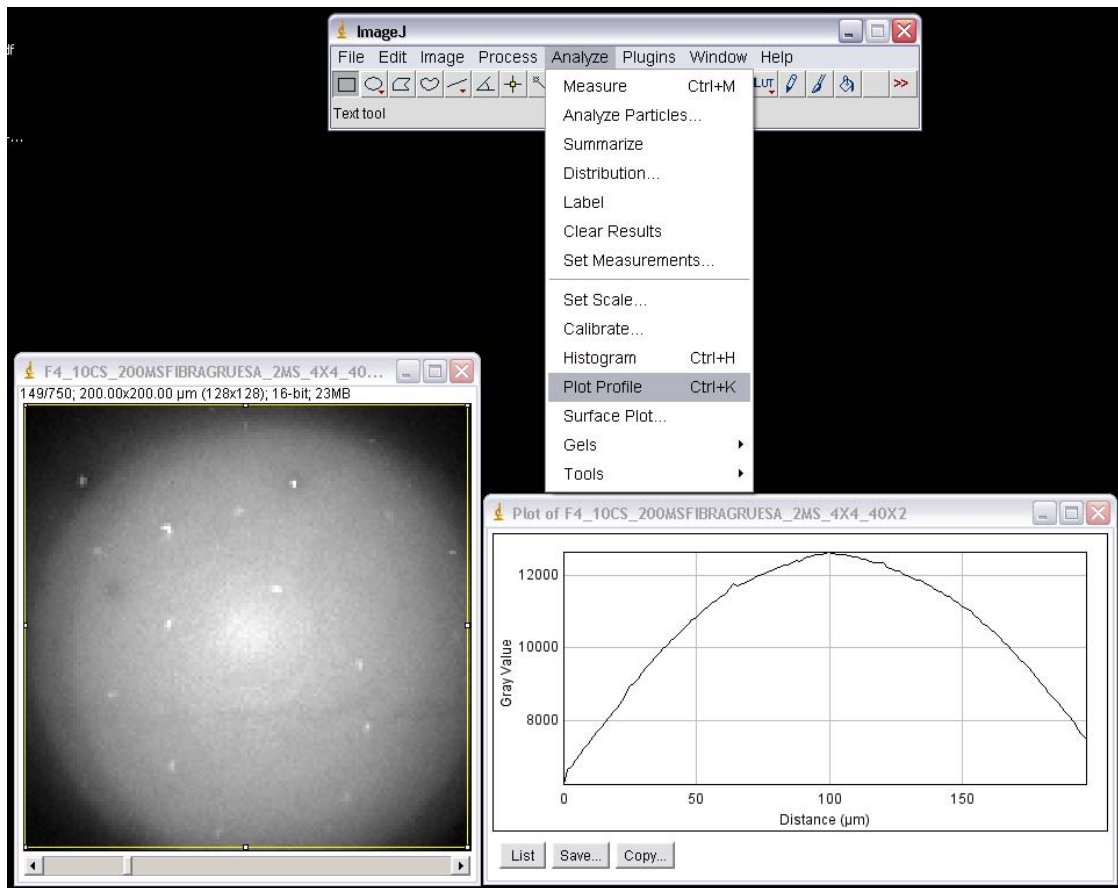 df
-...
ImageJ
File Edit Image Process Analyze Plugins Window Help
LUT >>
Text tool
Measure Ctrl+M
Analyze Particles...
Summarize
Distribution...
Label
Clear Results
Set Measurements...
Set Scale...
Calibrate...
Histogram Ctrl+H
Plot Profile Ctrl+K
Surface Plot...
Gels
Tools
F4_10CS_200MSFIBRAGRUESA_2MS_4X4_40...
149/750; 200.00x200.00 µm (128x128); 16-bit; 23MB
Plot of F4_10CS_200MSFIBRAGRUESA_2MS_4X4_40X2
12000
10000
8000
Gray Value
0 50 100 150
Distance (µm)
List Save... Copy...